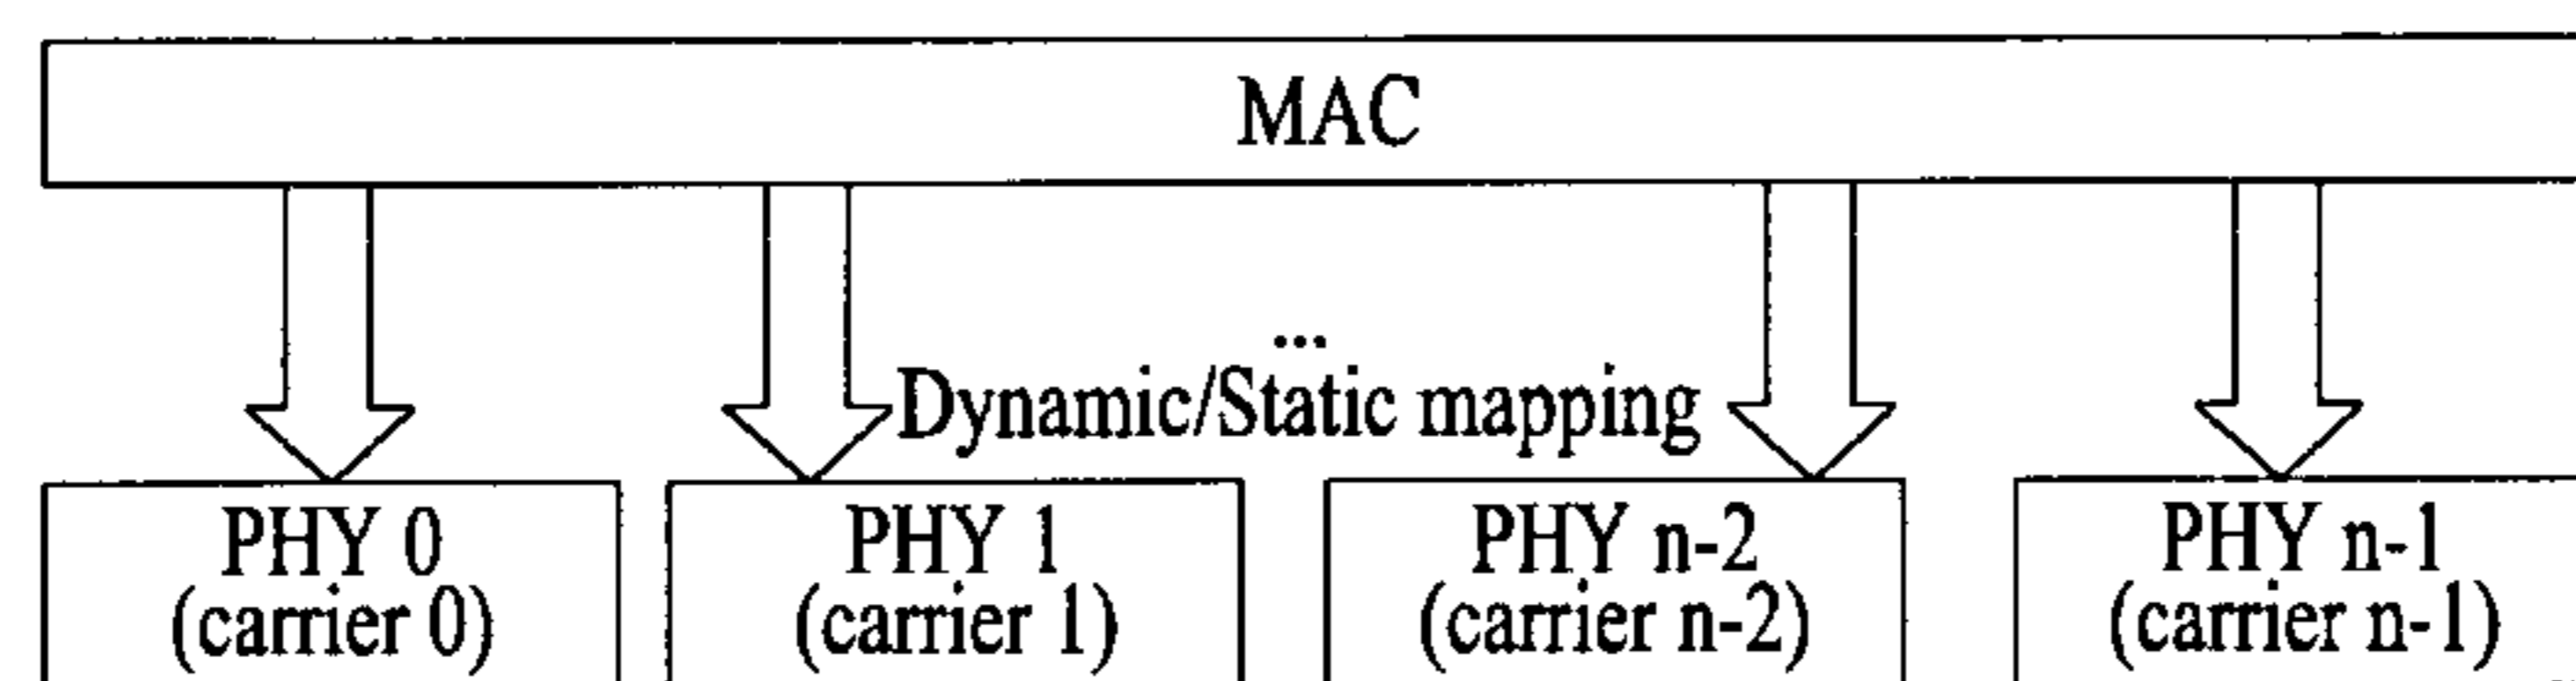 MAC
...
Dynamic/Static mapping
PHY 0
(carrier 0)
PHY 1
(carrier 1)
PHY n-2
(carrier n-2)
PHY n-1
(carrier n-1)